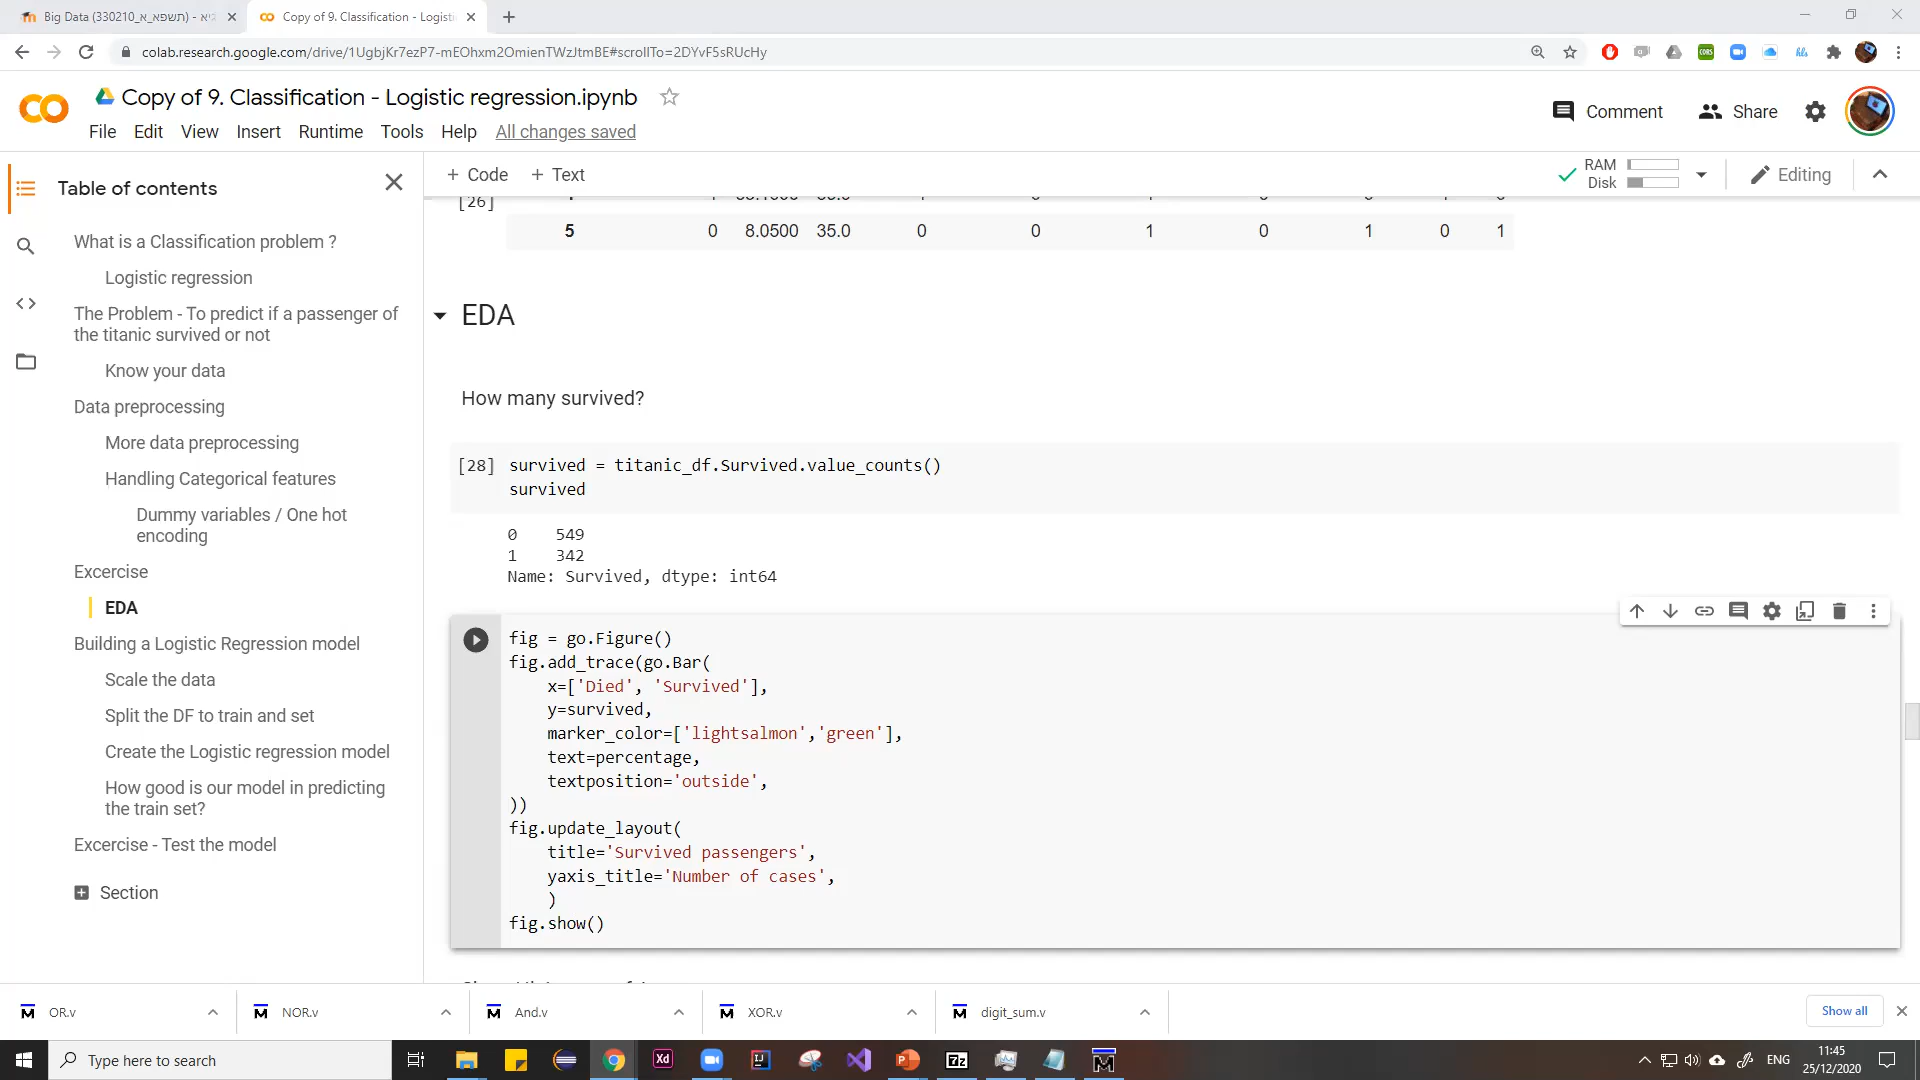 Big Data (330210_תשפא_א) - גיא
Copy of 9. Classification - Logisti
colab.research.google.com/drive/1UgbjKr7ezP7-mEOhxm2OmienTWzJtmBE#scrollTo=2DYvF5sRUcHy
Copy of 9. Classification - Logistic regression.ipynb
Comment
Share
File Edit View Insert Runtime Tools Help All changes saved
Table of contents
+ Code + Text
RAM
Disk
Editing
What is a Classification problem ?
Logistic regression
The Problem - To predict if a passenger of
the titanic survived or not
Know your data
Data preprocessing
More data preprocessing
Handling Categorical features
Dummy variables / One hot
encoding
Excercise
EDA
Building a Logistic Regression model
Scale the data
Split the DF to train and set
Create the Logistic regression model
How good is our model in predicting
the train set?
Excercise - Test the model
Section
[26]
5 0 8.0500 35.0 0 0 1 0 1 0 1
EDA
How many survived?
[28] survived = titanic_df.Survived.value_counts()
survived
0 549
1 342
Name: Survived, dtype: int64
fig = go.Figure()
fig.add_trace(go.Bar(
x=['Died', 'Survived'],
y=survived,
marker_color=['lightsalmon','green'],
text=percentage,
textposition='outside',
))
fig.update_layout(
title='Survived passengers',
yaxis_title='Number of cases',
)
fig.show()
OR.v
NOR.v
And.v
XOR.v
digit_sum.v
Show all
Type here to search
ENG
11:45
25/12/2020